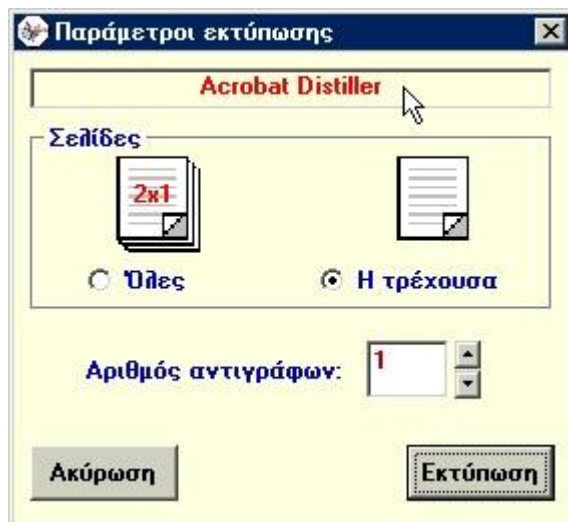 Παράμετροι εκτύπωσης
Acrobat Distiller
Σελίδες
2x1
Όλες Η τρέχουσα
Αριθμός αντιγράφων: 1
Ακύρωση Εκτύπωση